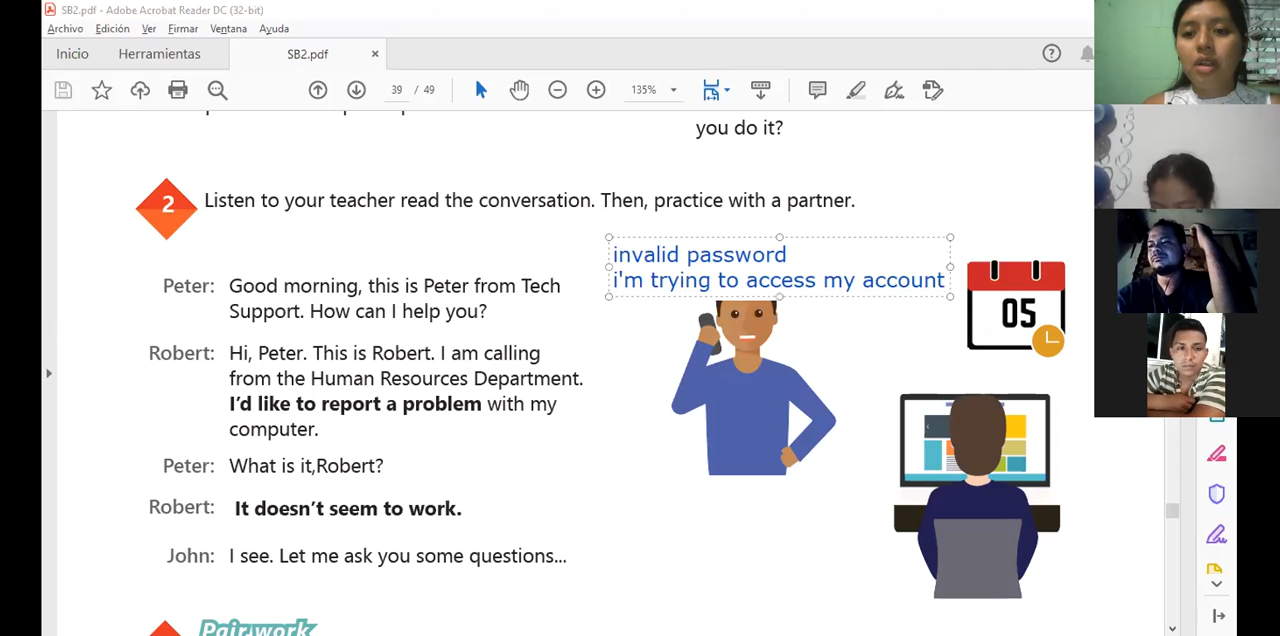 SB2.pdf - Adobe Acrobat Reader DC (32-bit)
Archivo Edición Ver Firmar Ventana Ayuda
Inicio Herramientas SB2.pdf ×
39 / 49 135%
you do it?
2 Listen to your teacher read the conversation. Then, practice with a partner.
invalid password
i'm trying to access my account
05
Peter: Good morning, this is Peter from Tech
Support. How can I help you?
Robert: Hi, Peter. This is Robert. I am calling
from the Human Resources Department.
I'd like to report a problem with my
computer.
Peter: What is it,Robert?
Robert: It doesn't seem to work.
John: I see. Let me ask you some questions...
Pair work